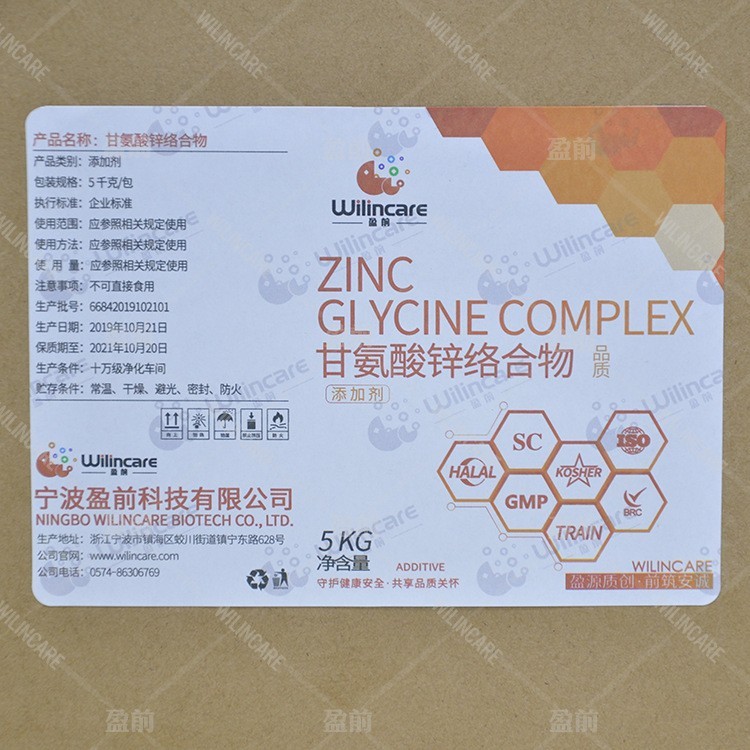 产品名称：甘氨酸锌络合物
产品类别：添加剂
包装规格：5千克/包
执行标准：企业标准
使用范围：应参照相关规定使用
使用方法：应参照相关规定使用
使 用 量：应参照相关规定使用
注意事项：不可直接食用
生产批号：66842019102101
生产日期：2019年10月21日
保质期至：2021年10月20日
生产条件：十万级净化车间
贮存条件：常温、干燥、避光、密封、防火
Wilincare
盈前
宁波盈前科技有限公司
NINGBO WILINCARE BIOTECH CO., LTD.
生产地址：浙江宁波市镇海区蛟川街道镇宁东路628号
公司官网：www.wilincare.com
公司电话：0574-86306769
Wilincare
盈前
ZINC
GLYCINE COMPLEX
甘氨酸锌络合物
品质
添加剂
SC
ISO
HALAL
KOSHER
GMP
BRC
TRAIN
5KG
净含量
ADDITIVE
守护健康安全·共享品质关怀
WILINCARE
盈源质创·前筑安诚